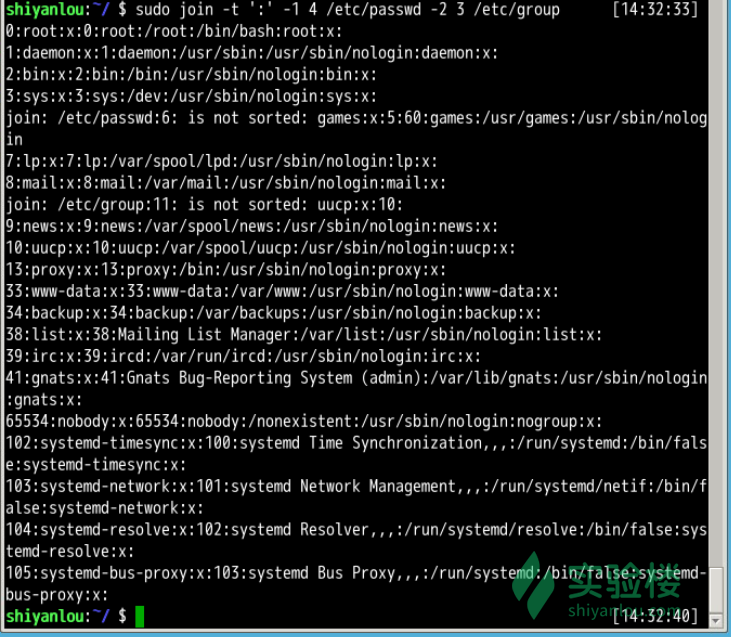 shiyanlou:~/ $ sudo join -t ':' -1 4 /etc/passwd -2 3 /etc/group [14:32:33]
0:root:x:0:root:/root:/bin/bash:root:x:
1:daemon:x:1:daemon:/usr/sbin:/usr/sbin/nologin:daemon:x:
2:bin:x:2:bin:/bin:/usr/sbin/nologin:bin:x:
3:sys:x:3:sys:/dev:/usr/sbin/nologin:sys:x:
join: /etc/passwd:6: is not sorted: games:x:5:60:games:/usr/games:/usr/sbin/nolog
in
7:lp:x:7:lp:/var/spool/lpd:/usr/sbin/nologin:lp:x:
8:mail:x:8:mail:/var/mail:/usr/sbin/nologin:mail:x:
join: /etc/group:11: is not sorted: uucp:x:10:
9:news:x:9:news:/var/spool/news:/usr/sbin/nologin:news:x:
10:uucp:x:10:uucp:/var/spool/uucp:/usr/sbin/nologin:uucp:x:
13:proxy:x:13:proxy:/bin:/usr/sbin/nologin:proxy:x:
33:www-data:x:33:www-data:/var/www:/usr/sbin/nologin:www-data:x:
34:backup:x:34:backup:/var/backups:/usr/sbin/nologin:backup:x:
38:list:x:38:Mailing List Manager:/var/list:/usr/sbin/nologin:list:x:
39:irc:x:39:ircd:/var/run/ircd:/usr/sbin/nologin:irc:x:
41:gnats:x:41:Gnats Bug-Reporting System (admin):/var/lib/gnats:/usr/sbin/nologin
:gnats:x:
65534:nobody:x:65534:nobody:/nonexistent:/usr/sbin/nologin:nogroup:x:
102:systemd-timesync:x:100:systemd Time Synchronization,,,:/run/systemd:/bin/fals
e:systemd-timesync:x:
103:systemd-network:x:101:systemd Network Management,,,:/run/systemd/netif:/bin/f
alse:systemd-network:x:
104:systemd-resolve:x:102:systemd Resolver,,,:/run/systemd/resolve:/bin/false:sys
temd-resolve:x:
105:systemd-bus-proxy:x:103:systemd Bus Proxy,,,:/run/systemd:/bin/false:systemd-
bus-proxy:x:
shiyanlou:~/ $ [14:32:40]
实验楼
shiyanlou.com